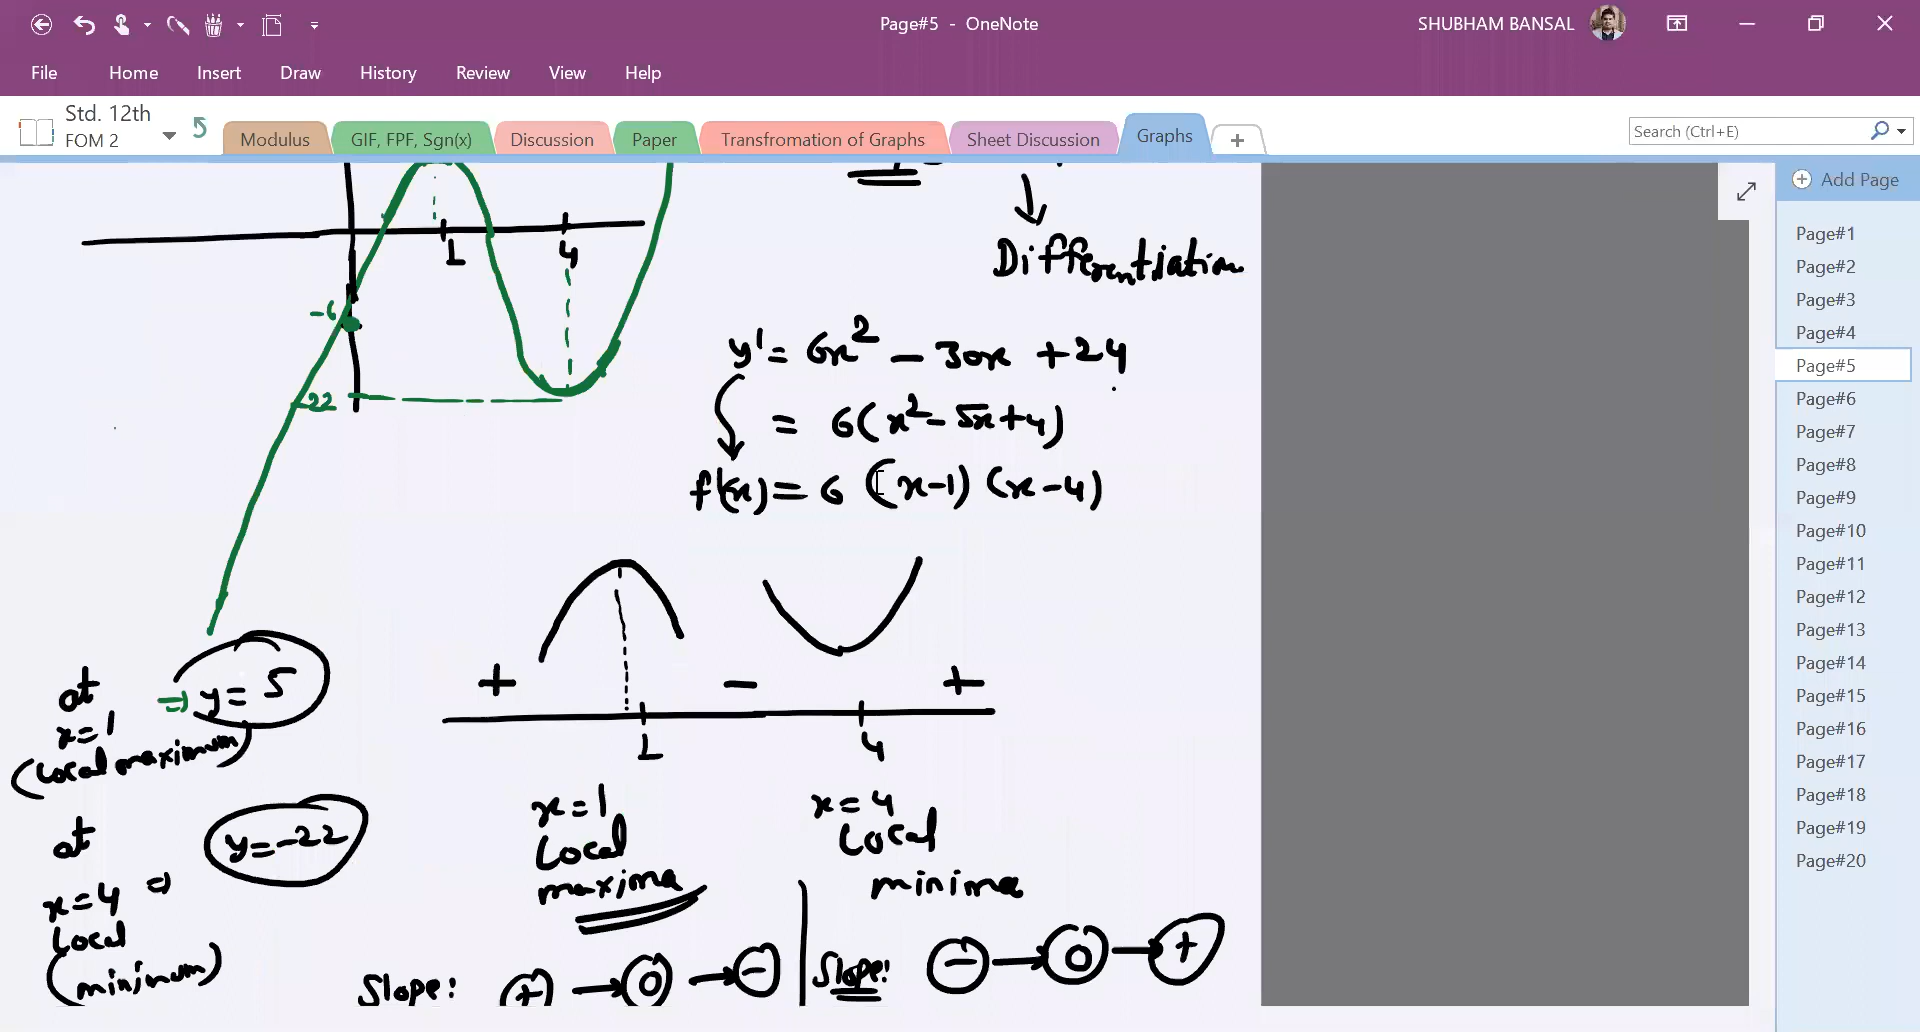 Page#5 - OneNote
SHUBHAM BANSAL
File Home Insert Draw History Review View Help
Std. 12th
FOM 2
Modulus
GIF, FPF, Sgn(x)
Discussion
Paper
Transfromation of Graphs
Sheet Discussion
Graphs
Search (Ctrl+E)
Add Page
Page#1
Page#2
Page#3
Page#4
Page#5
Page#6
Page#7
Page#8
Page#9
Page#10
Page#11
Page#12
Page#13
Page#14
Page#15
Page#16
Page#17
Page#18
Page#19
Page#20
1
4
-6
-22
Differentiation
y' = 6x² - 30x + 24
= 6(x² - 5x + 4)
f'(x) = 6 (x-1) (x-4)
+ - +
1 4
at ⇒ y = 5
x=1
(Local maximum)
at
y = -22
x=4 ⇒
Local
(minimum)
x=1
Local
maxima
x=4
Local
minima
Slope: + → 0 → -
Slope: - → 0 → +